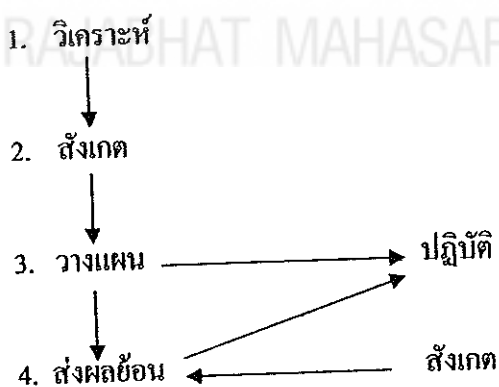 RAJABHAT MAHASAR
1. วิเคราะห์
2. สังเกต
3. วางแผน
ปฏิบัติ
4. ส่งผลย้อน
สังเกต